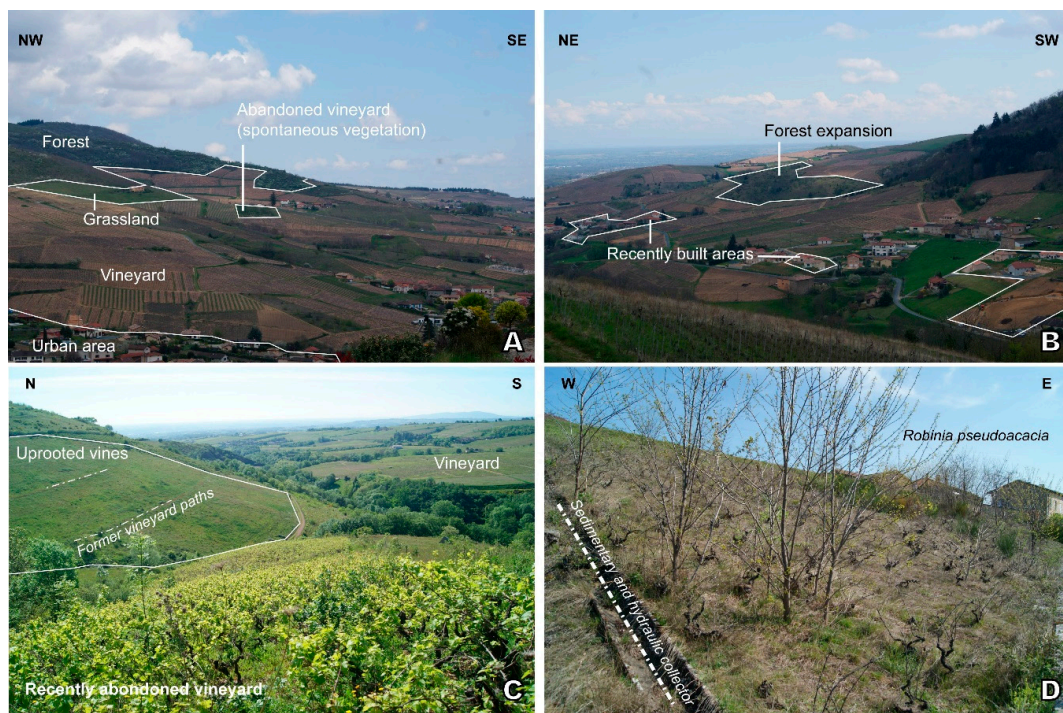 NW
SE
Abandoned vineyard
(spontaneous vegetation)
Forest
Grassland
Vineyard
Urban area
A
NE
SW
Forest expansion
Recently built areas
B
N
S
Uprooted vines
Vineyard
Former vineyard paths
Recently abondoned vineyard
C
W
E
Robinia pseudoacacia
Sedimentary and hydraulic collector
D